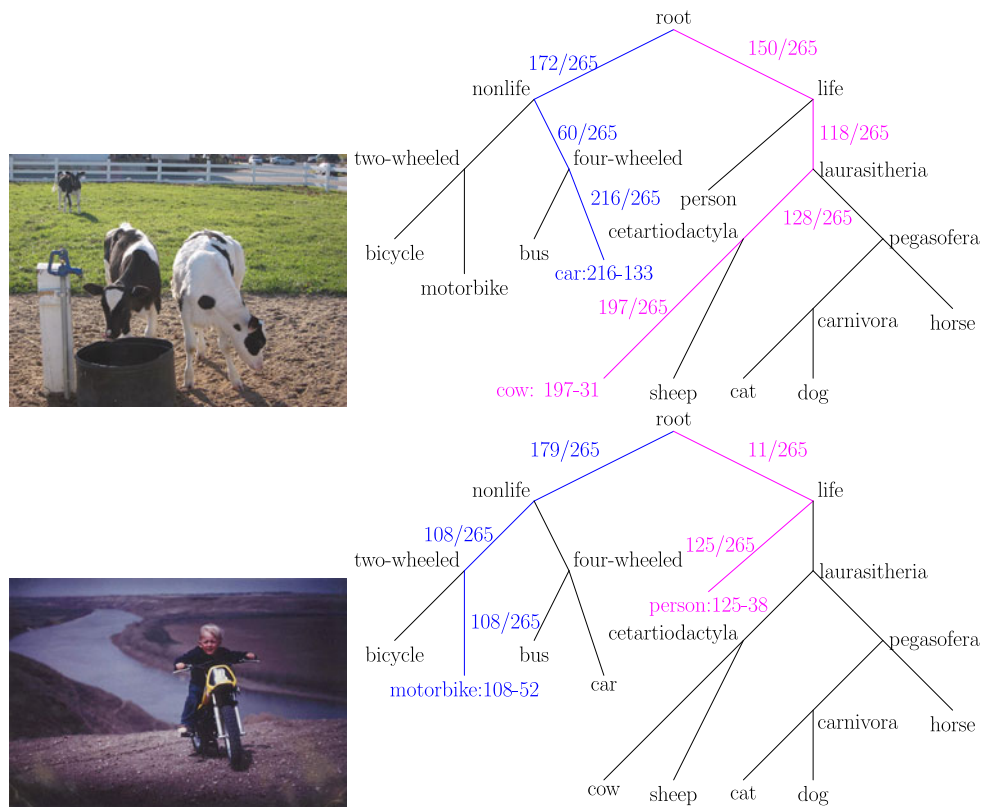 root
172/265
150/265
nonlife
life
60/265
118/265
two-wheeled
four-wheeled
laurasitheria
216/265
person
128/265
bicycle
bus
cetartiodactyla
pegasofera
car:216-133
motorbike
197/265
carnivora
horse
cow: 197-31
sheep
cat
dog
root
179/265
11/265
nonlife
life
108/265
125/265
two-wheeled
four-wheeled
laurasitheria
person:125-38
108/265
cetartiodactyla
pegasofera
bicycle
bus
motorbike:108-52
car
carnivora
horse
cow
sheep
cat
dog